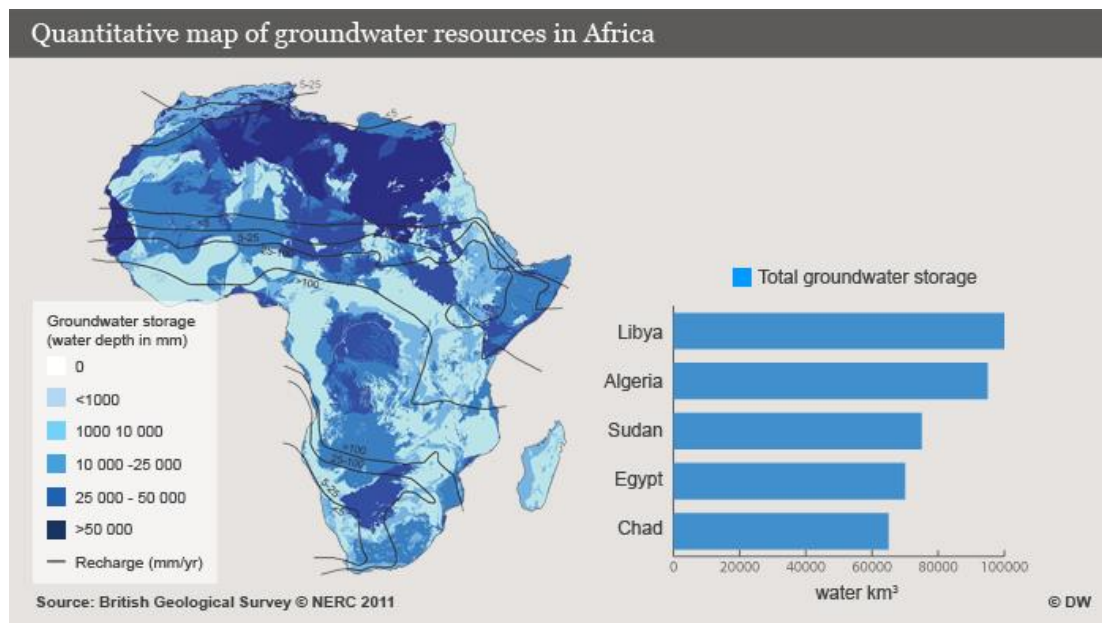 Quantitative map of groundwater resources in Africa
5-25
<5
<5
5-25
25-100
>100
Groundwater storage
(water depth in mm)
0
<1000
1000 10 000
10 000 -25 000
25 000 - 50 000
>50 000
Recharge (mm/yr)
25-100
5-25
Total groundwater storage
Libya
Algeria
Sudan
Egypt
Chad
0
20000
40000
60000
80000
100000
water km³
Source: British Geological Survey © NERC 2011
© DW